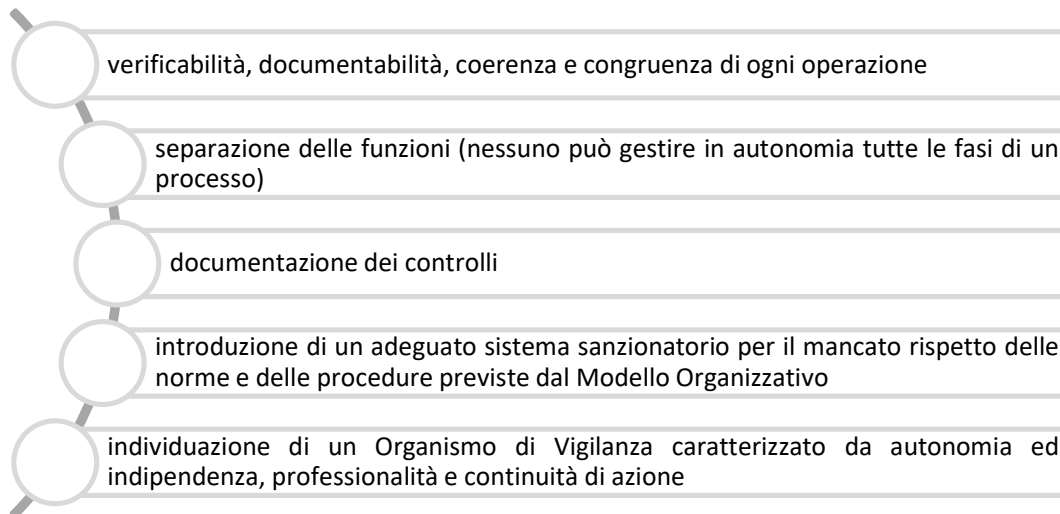 verificabilità, documentabilità, coerenza e congruenza di ogni operazione
separazione delle funzioni (nessuno può gestire in autonomia tutte le fasi di un
processo)
documentazione dei controlli
introduzione di un adeguato sistema sanzionatorio per il mancato rispetto delle
norme e delle procedure previste dal Modello Organizzativo
individuazione di un Organismo di Vigilanza caratterizzato da autonomia ed
indipendenza, professionalità e continuità di azione